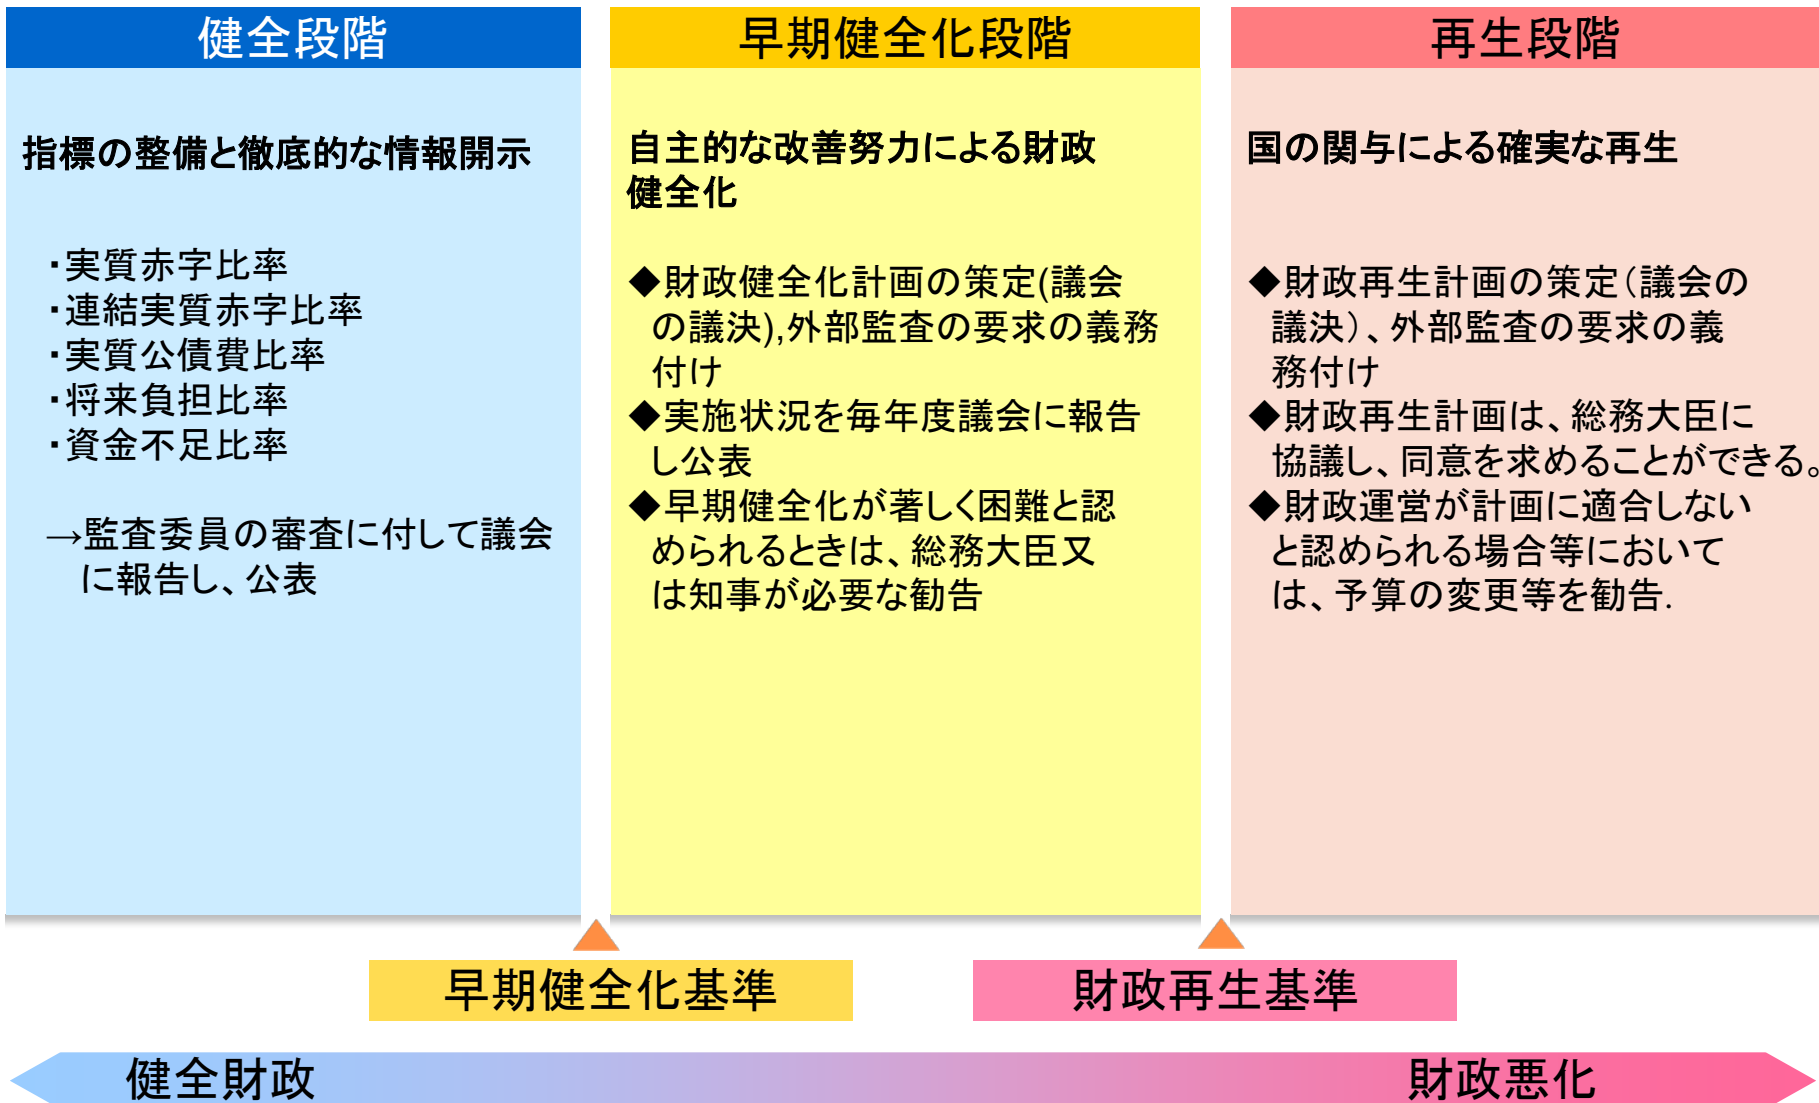 健全段階
指標の整備と徹底的な情報開示
・実質赤字比率
・連結実質赤字比率
・実質公債費比率
・将来負担比率
・資金不足比率
→監査委員の審査に付して議会
に報告し、公表
早期健全化段階
自主的な改善努力による財政
健全化
◆財政健全化計画の策定(議会
の議決),外部監査の要求の義務
付け
◆実施状況を毎年度議会に報告
し公表
◆早期健全化が著しく困難と認
められるときは、総務大臣又
は知事が必要な勧告
再生段階
国の関与による確実な再生
◆財政再生計画の策定（議会の
議決）、外部監査の要求の義
務付け
◆財政再生計画は、総務大臣に
協議し、同意を求めることができる。
◆財政運営が計画に適合しない
と認められる場合等において
は、予算の変更等を勧告.
早期健全化基準
財政再生基準
健全財政
財政悪化